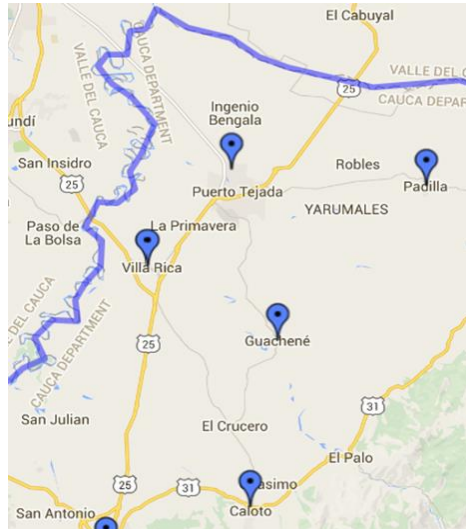 El Cabuyal
CAUCA DEPARTMENT
VALLE DEL CAUCA
VALLE DEL C
CAUCA DEPAR
25
Ingenio
Bengala
undí
San Insidro
Robles
25
Puerto Tejada
Padilla
YARUMALES
Paso de
La Bolsa
La Primavera
Villa Rica
LE DEL CAUCA
CAUCA DEPARTMENT
25
Guachené
31
San Julian
El Crucero
El Palo
31
asimo
San Antonio
Caloto
25